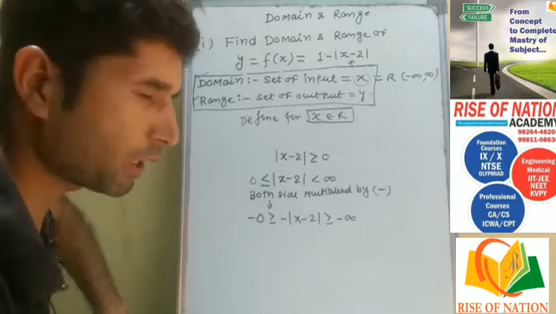 Domain & Range.
i) Find Domain & Range of
y = f(x) = 1-|x-2|
Domain :- Set of input = x = R (-∞,∞)
Range :- set of output = y.
Define for x ∈ R
|x-2| ≥ 0
0 ≤ |x-2| < ∞
Both side multiplied by (-)
-0 ≥ -|x-2| ≥ -∞
SUCCESS
FAILURE
From
Concept
to Complete
Mastry of
Subject...
RISE OF NATION
ACADEMY
Foundation
Courses
IX / X
NTSE
OLYMPIAD
Engineering
Medical
IIT-JEE
NEET
KVPY
Professional
Courses
CA/CS
ICWA/CPT
RISE OF NATION